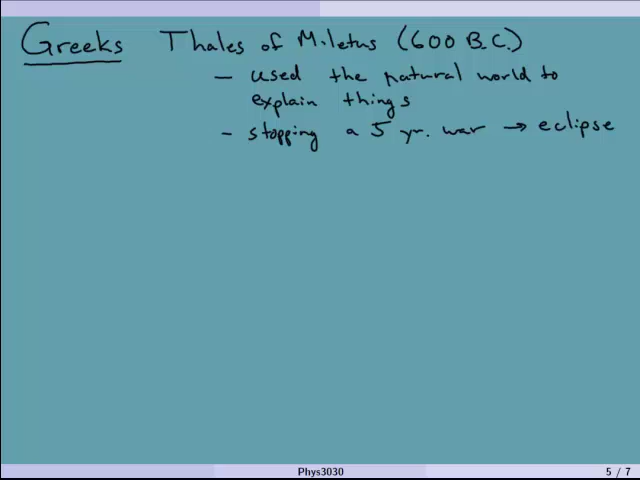 Greeks Thales of Miletus (600 B.C.)
- used the natural world to
explain things
- stopping a 5 yr. war → eclipse
Phys3030
5 / 7